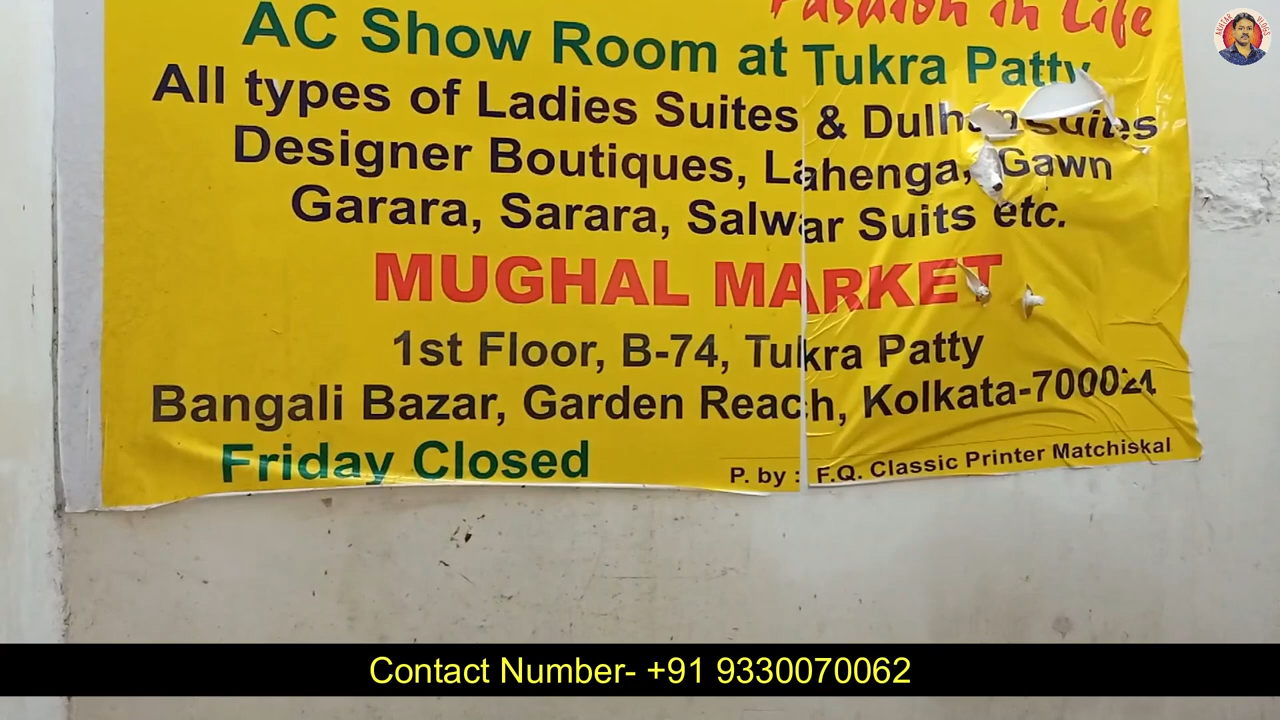 Fashion in Life
AC Show Room at Tukra Patty
All types of Ladies Suites & Dulhan Suites
Designer Boutiques, Lahenga, Gawn
Garara, Sarara, Salwar Suits etc.
MUGHAL MARKET
1st Floor, B-74, Tukra Patty
Bangali Bazar, Garden Reach, Kolkata-700024
Friday Closed
P. by : F.Q. Classic Printer Matchiskal
Contact Number- +91 9330070062
AKHTAR VLOGS